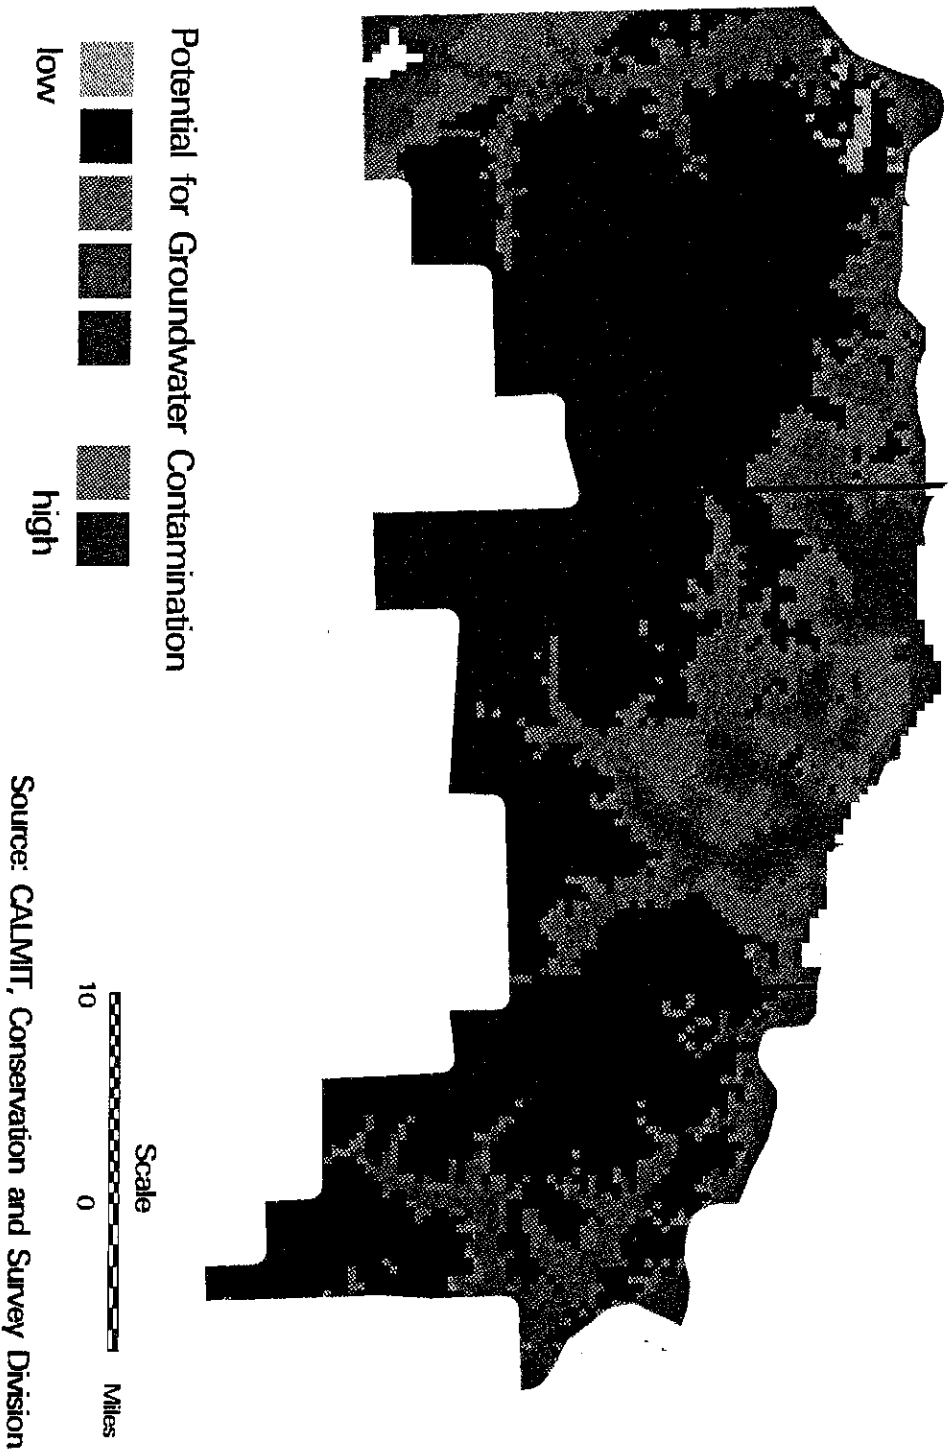 Potential for Groundwater Contamination
low
high
Scale
10
0
Miles
Source: CALMIT, Conservation and Survey Division